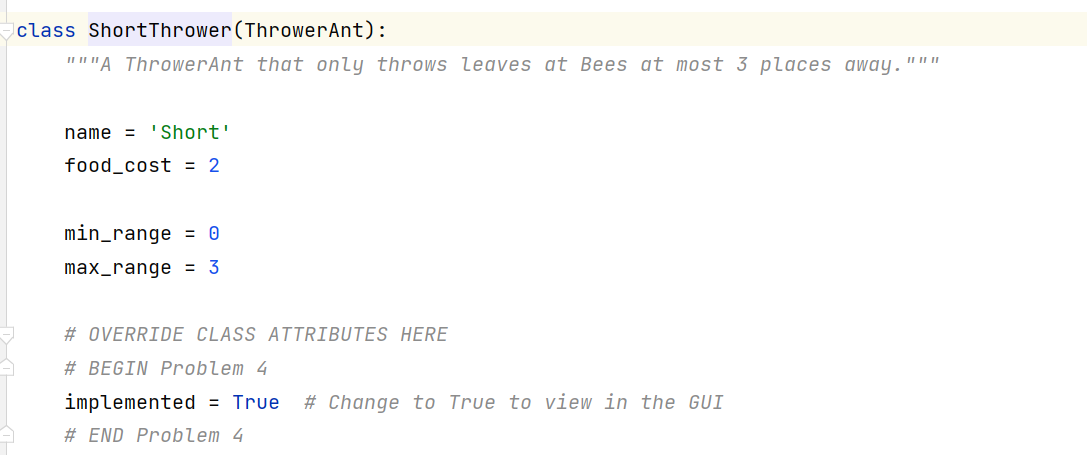 class ShortThrower(ThrowerAnt):
    """A ThrowerAnt that only throws leaves at Bees at most 3 places away."""
    name = 'Short'
    food_cost = 2
    min_range = 0
    max_range = 3
    # OVERRIDE CLASS ATTRIBUTES HERE
    # BEGIN Problem 4
    implemented = True  # Change to True to view in the GUI
    # END Problem 4